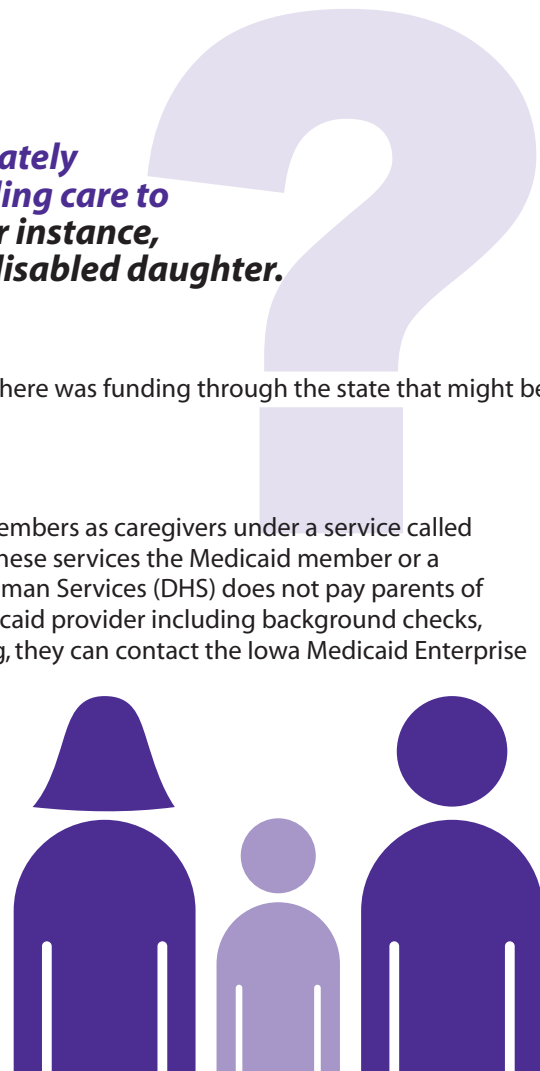 ately
ling care to
r instance,
disabled daughter.
here was funding through the state that might be
embers as caregivers under a service called
hese services the Medicaid member or a
man Services (DHS) does not pay parents of
caid provider including background checks,
g, they can contact the Iowa Medicaid Enterprise
?